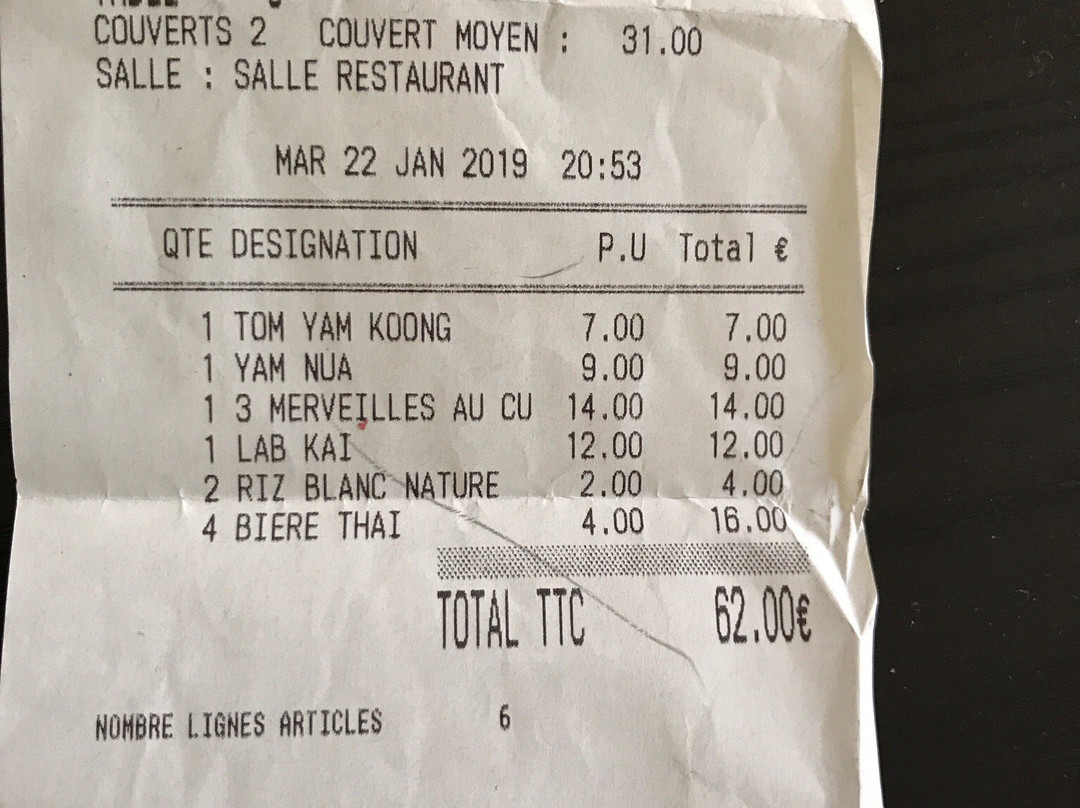 COUVERTS 2 COUVERT MOYEN : 31.00
SALLE : SALLE RESTAURANT
MAR 22 JAN 2019 20:53
QTE DESIGNATION P.U Total €
1 TOM YAM KOONG 7.00 7.00
1 YAM NUA 9.00 9.00
1 3 MERVEILLES AU CU 14.00 14.00
1 LAB KAI 12.00 12.00
2 RIZ BLANC NATURE 2.00 4.00
4 BIERE THAI 4.00 16.00
TOTAL TTC 62.00€
NOMBRE LIGNES ARTICLES 6